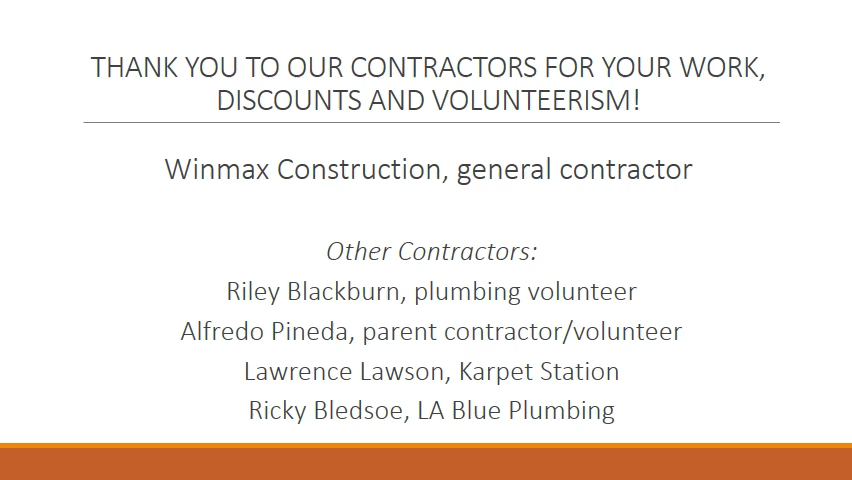 THANK YOU TO OUR CONTRACTORS FOR YOUR WORK,
DISCOUNTS AND VOLUNTEERISM!
Winmax Construction, general contractor
Other Contractors:
Riley Blackburn, plumbing volunteer
Alfredo Pineda, parent contractor/volunteer
Lawrence Lawson, Karpet Station
Ricky Bledsoe, LA Blue Plumbing